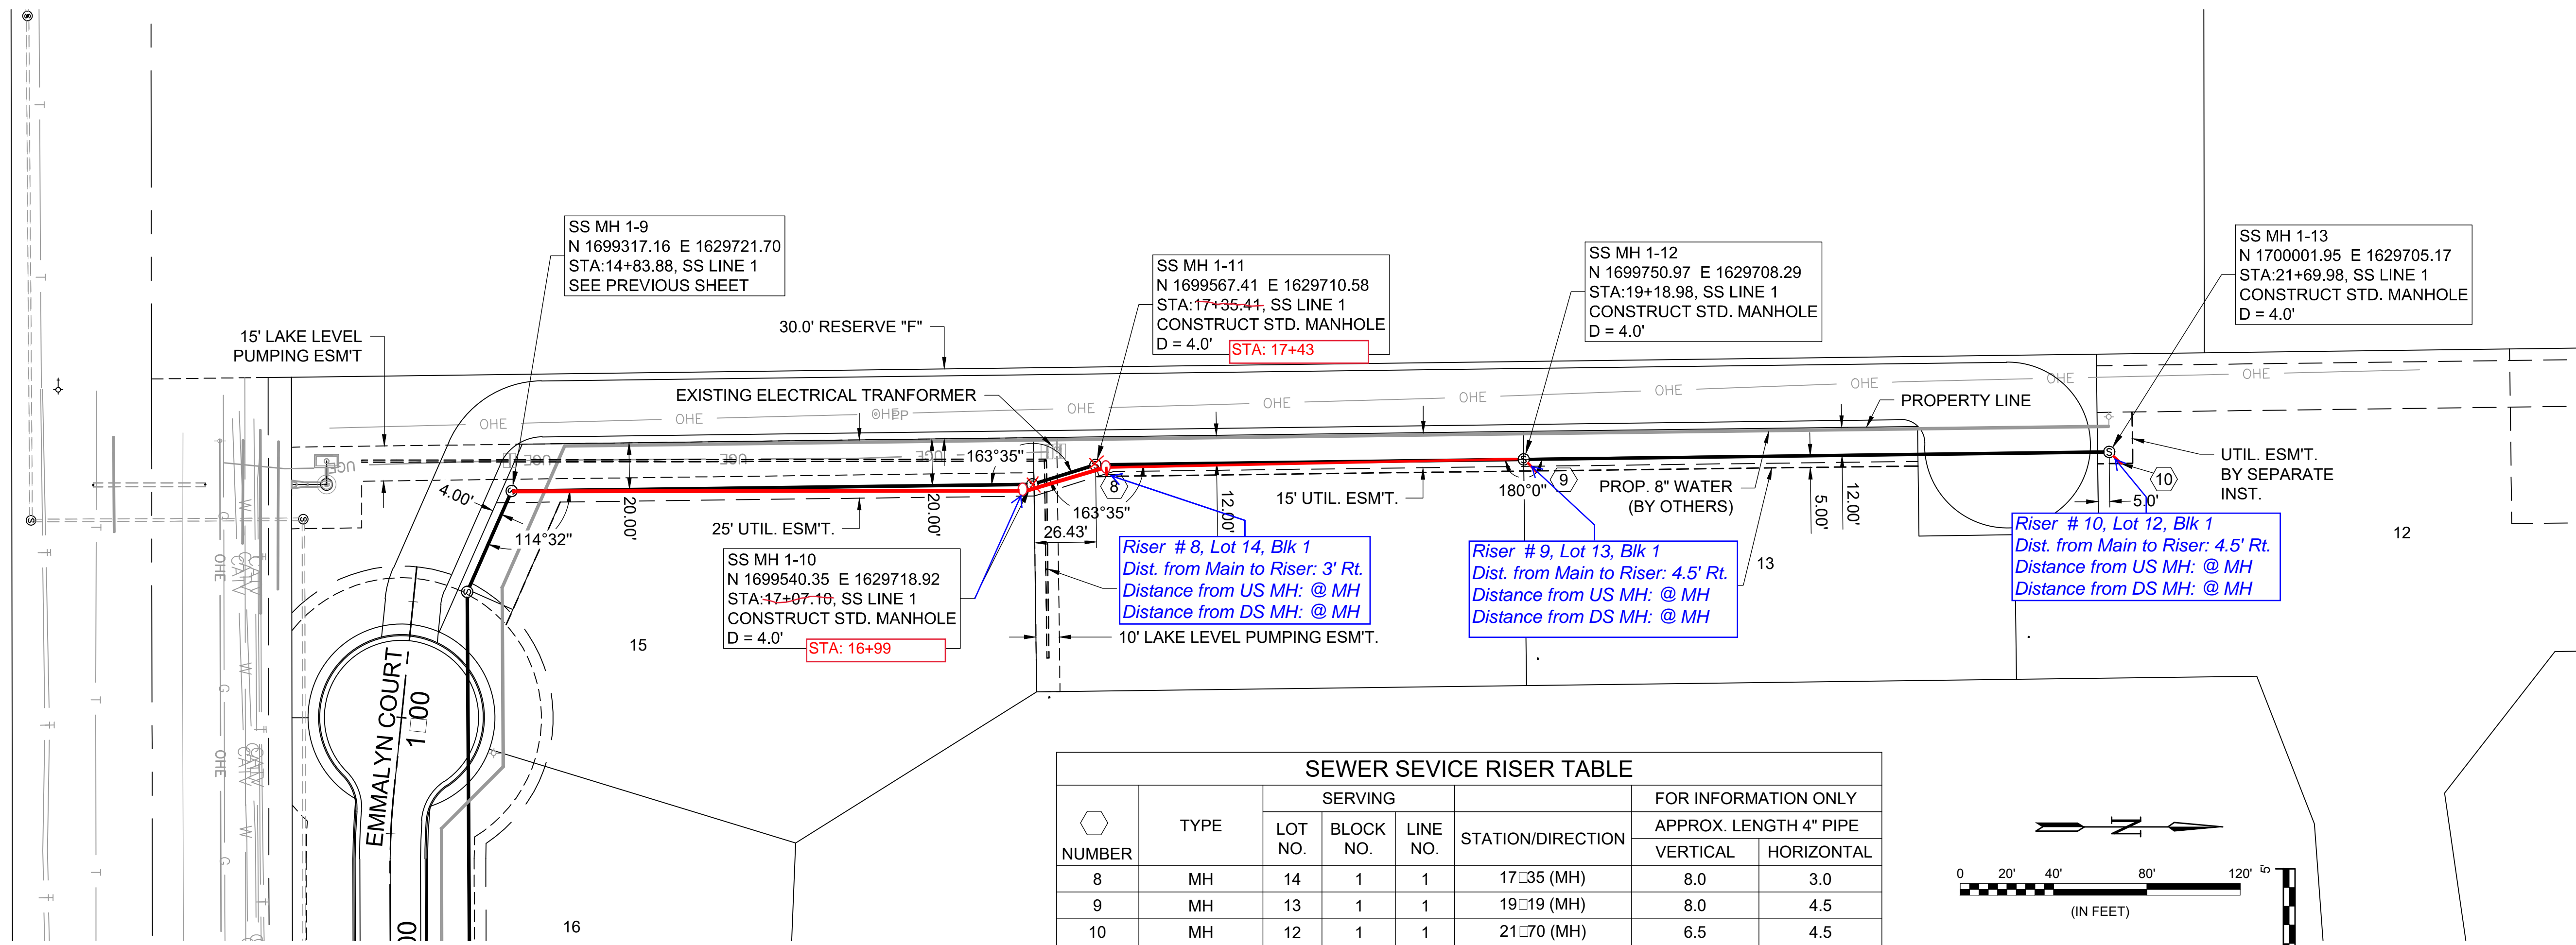 SS MH 1-9
N 1699317.16 E 1629721.70
STA:14+83.88, SS LINE 1
SEE PREVIOUS SHEET
SS MH 1-11
N 1699567.41 E 1629710.58
STA:17+35.41, SS LINE 1
CONSTRUCT STD. MANHOLE
D = 4.0'
STA: 17+43
SS MH 1-12
N 1699750.97 E 1629708.29
STA:19+18.98, SS LINE 1
CONSTRUCT STD. MANHOLE
D = 4.0'
SS MH 1-13
N 1700001.95 E 1629705.17
STA:21+69.98, SS LINE 1
CONSTRUCT STD. MANHOLE
D = 4.0'
15' LAKE LEVEL
PUMPING ESM'T
30.0' RESERVE "F"
EXISTING ELECTRICAL TRANFORMER
PROPERTY LINE
OHE
OHE
OHE
EP
OHE
OHE
OHE
OHE
OHE
OHE
OHE
UGE
UGE
UGE
UGE
163°35"
163°35"
4.00'
114°32"
20.00'
20.00'
25' UTIL. ESM'T.
26.43'
8
12.00'
15' UTIL. ESM'T.
180°0"
9
PROP. 8" WATER
(BY OTHERS)
5.00'
12.00'
10
5.0'
UTIL. ESM'T.
BY SEPARATE
INST.
SS MH 1-10
N 1699540.35 E 1629718.92
STA:17+07.10, SS LINE 1
CONSTRUCT STD. MANHOLE
D = 4.0'
STA: 16+99
Riser # 8, Lot 14, Blk 1
Dist. from Main to Riser: 3' Rt.
Distance from US MH: @ MH
Distance from DS MH: @ MH
Riser # 9, Lot 13, Blk 1
Dist. from Main to Riser: 4.5' Rt.
Distance from US MH: @ MH
Distance from DS MH: @ MH
Riser # 10, Lot 12, Blk 1
Dist. from Main to Riser: 4.5' Rt.
Distance from US MH: @ MH
Distance from DS MH: @ MH
10' LAKE LEVEL PUMPING ESM'T.
15
13
12
16
EMMALYN COURT
1□00
00
SEWER SEVICE RISER TABLE
NUMBER TYPE SERVING STATION/DIRECTION FOR INFORMATION ONLY
LOT NO. BLOCK NO. LINE NO. APPROX. LENGTH 4" PIPE
VERTICAL HORIZONTAL
8 MH 14 1 1 17□35 (MH) 8.0 3.0
9 MH 13 1 1 19□19 (MH) 8.0 4.5
10 MH 12 1 1 21□70 (MH) 6.5 4.5
N
0 20' 40' 80' 120'
(IN FEET)
5'